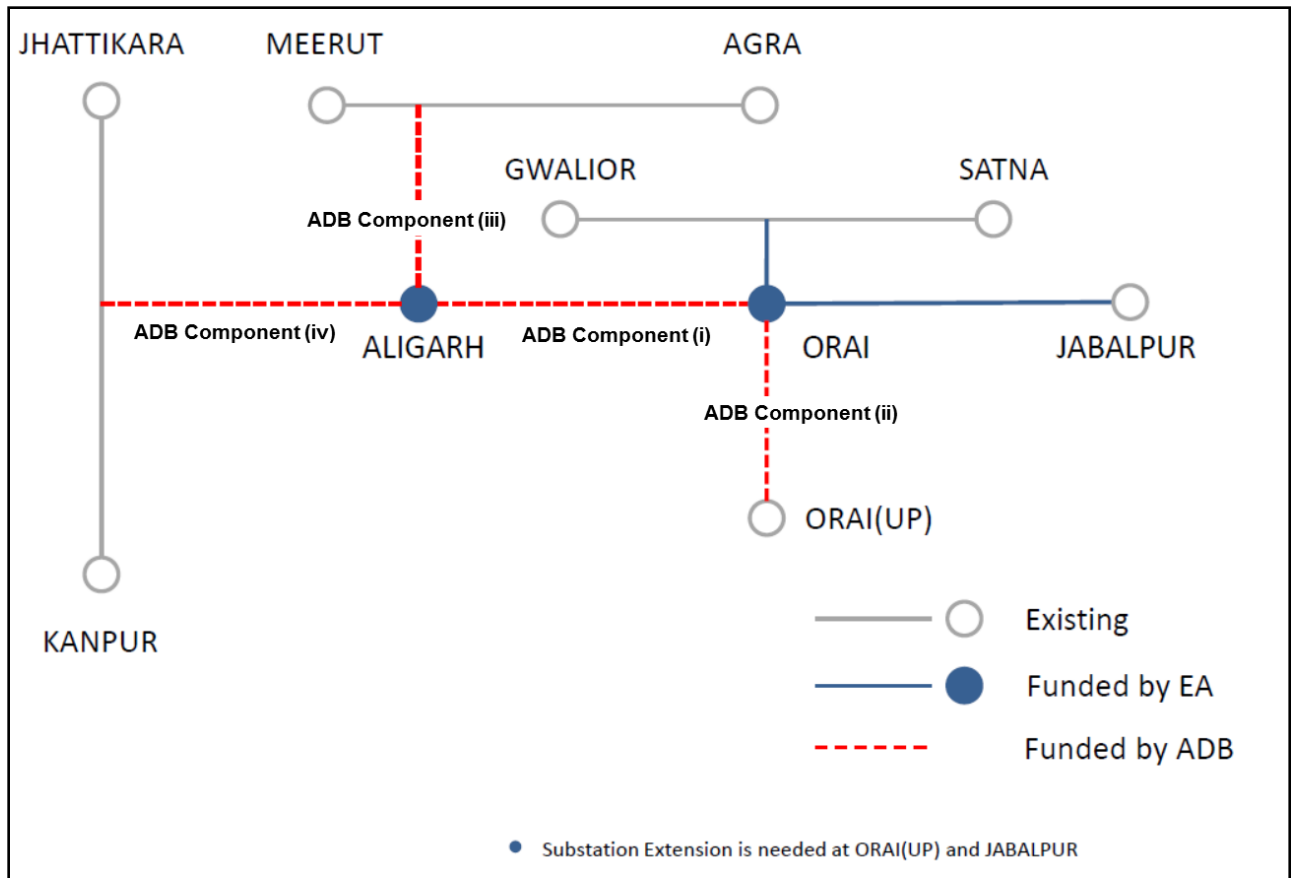 JHATTIKARA
MEERUT
AGRA
GWALIOR
SATNA
ADB Component (iii)
ADB Component (iv)
ALIGARH
ADB Component (i)
ORAI
JABALPUR
ADB Component (ii)
ORAI(UP)
KANPUR
Existing
Funded by EA
Funded by ADB
• Substation Extension is needed at ORAI(UP) and JABALPUR